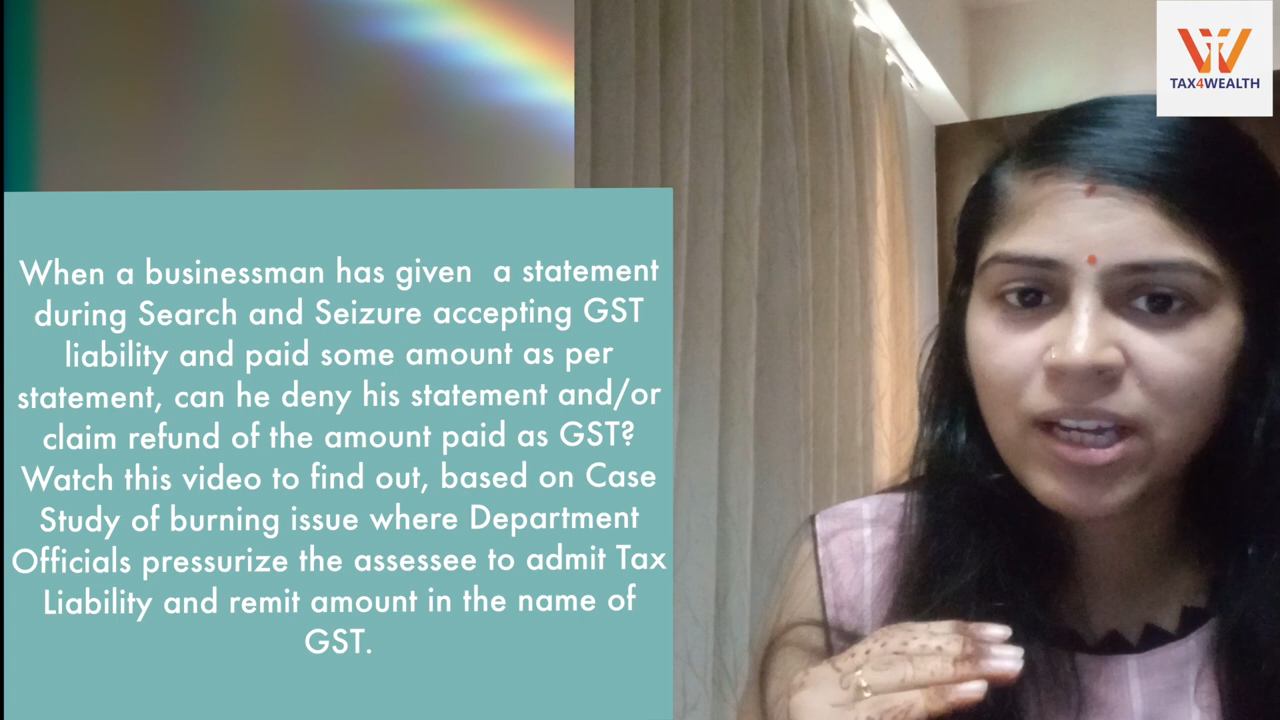 TAX4WEALTH
When a businessman has given a statement
during Search and Seizure accepting GST
liability and paid some amount as per
statement, can he deny his statement and/or
claim refund of the amount paid as GST?
Watch this video to find out, based on Case
Study of burning issue where Department
Officials pressurize the assessee to admit Tax
Liability and remit amount in the name of
GST.